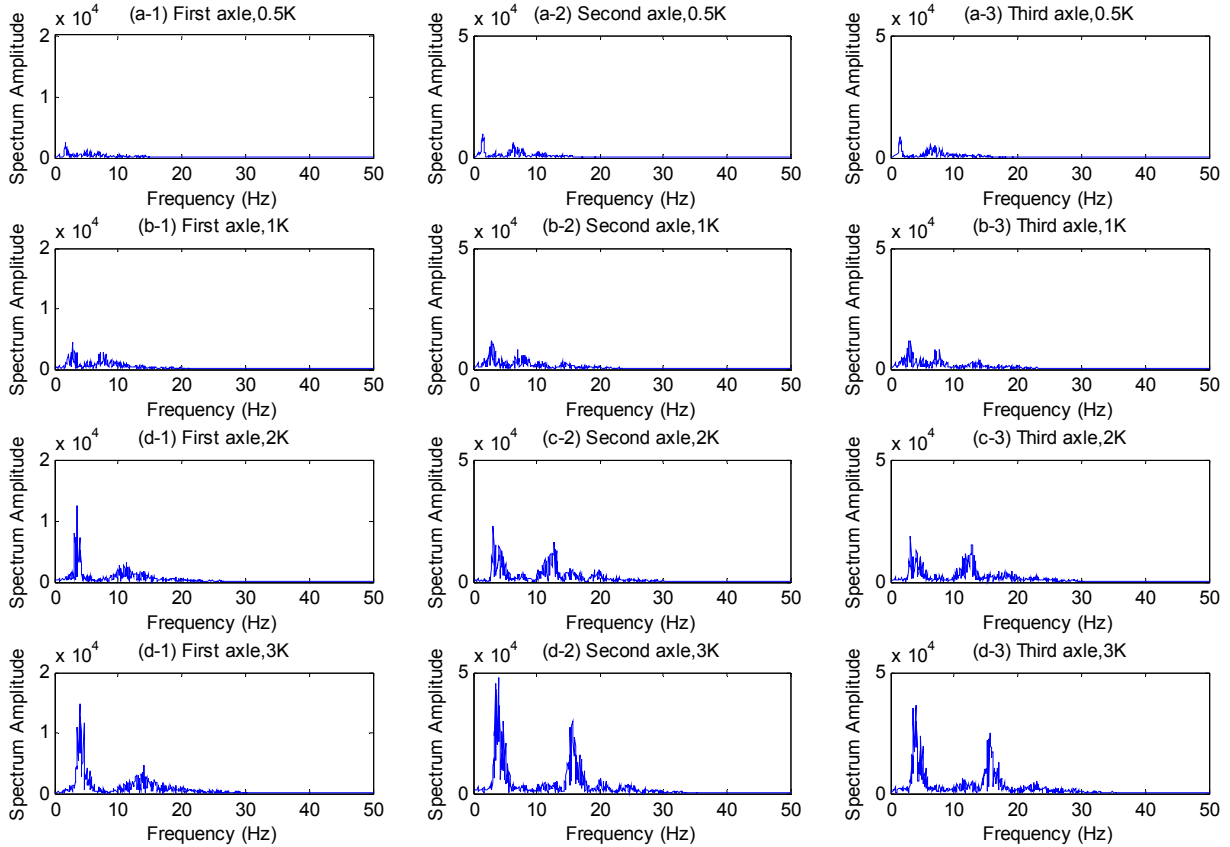 x 10^4 (a-1) First axle,0.5K
Spectrum Amplitude
2
1
0
0 10 20 30 40 50
Frequency (Hz)
x 10^4 (a-2) Second axle,0.5K
Spectrum Amplitude
5
0
0 10 20 30 40 50
Frequency (Hz)
x 10^4 (a-3) Third axle,0.5K
Spectrum Amplitude
5
0
0 10 20 30 40 50
Frequency (Hz)
x 10^4 (b-1) First axle,1K
Spectrum Amplitude
2
1
0
0 10 20 30 40 50
Frequency (Hz)
x 10^4 (b-2) Second axle,1K
Spectrum Amplitude
5
0
0 10 20 30 40 50
Frequency (Hz)
x 10^4 (b-3) Third axle,1K
Spectrum Amplitude
5
0
0 10 20 30 40 50
Frequency (Hz)
x 10^4 (d-1) First axle,2K
Spectrum Amplitude
2
1
0
0 10 20 30 40 50
Frequency (Hz)
x 10^4 (c-2) Second axle,2K
Spectrum Amplitude
5
0
0 10 20 30 40 50
Frequency (Hz)
x 10^4 (c-3) Third axle,2K
Spectrum Amplitude
5
0
0 10 20 30 40 50
Frequency (Hz)
x 10^4 (d-1) First axle,3K
Spectrum Amplitude
2
1
0
0 10 20 30 40 50
Frequency (Hz)
x 10^4 (d-2) Second axle,3K
Spectrum Amplitude
5
0
0 10 20 30 40 50
Frequency (Hz)
x 10^4 (d-3) Third axle,3K
Spectrum Amplitude
5
0
0 10 20 30 40 50
Frequency (Hz)